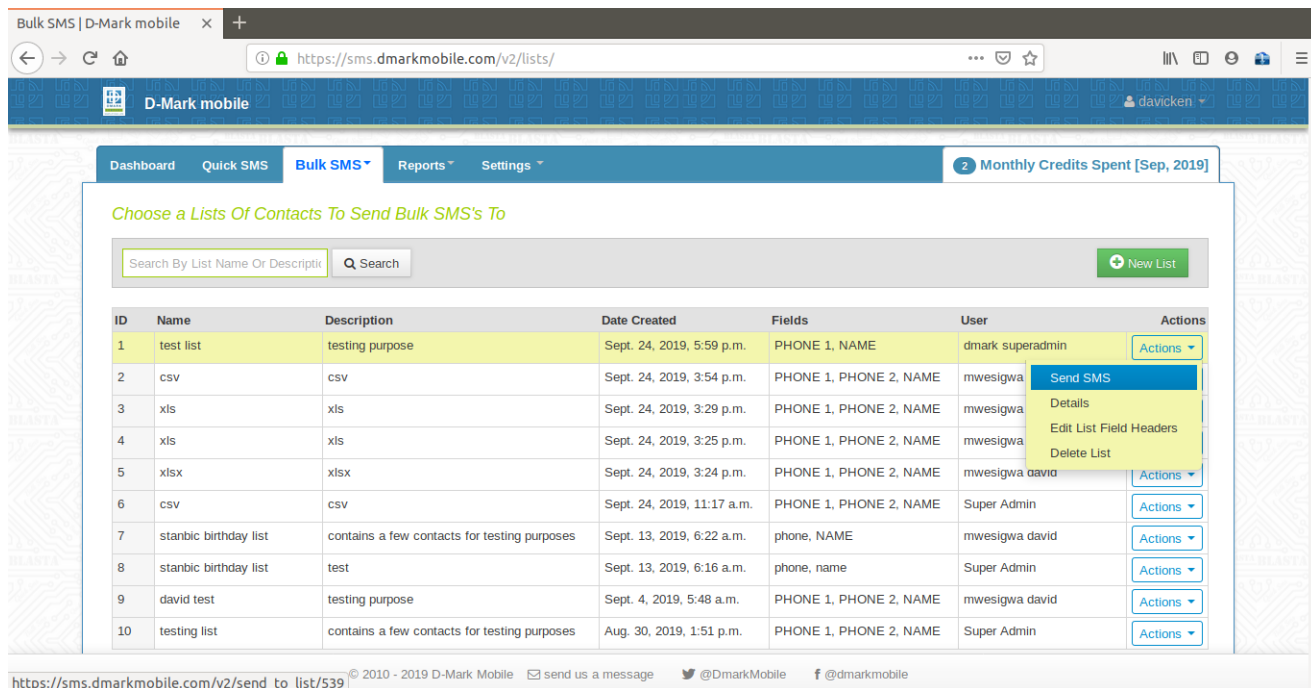 Bulk SMS | D-Mark mobile × +
https://sms.dmarkmobile.com/v2/lists/
D-Mark mobile davicken
Dashboard Quick SMS Bulk SMS Reports Settings 2 Monthly Credits Spent [Sep, 2019]
Choose a Lists Of Contacts To Send Bulk SMS's To
Search By List Name Or Descriptic Search New List
ID Name Description Date Created Fields User Actions
1 test list testing purpose Sept. 24, 2019, 5:59 p.m. PHONE 1, NAME dmark superadmin Actions
2 csv csv Sept. 24, 2019, 3:54 p.m. PHONE 1, PHONE 2, NAME mwesigwa
Send SMS
3 xls xls Sept. 24, 2019, 3:29 p.m. PHONE 1, PHONE 2, NAME mwesigwa
Details
Edit List Field Headers
4 xls xls Sept. 24, 2019, 3:25 p.m. PHONE 1, PHONE 2, NAME mwesigwa
Delete List
5 xlsx xlsx Sept. 24, 2019, 3:24 p.m. PHONE 1, PHONE 2, NAME mwesigwa david Actions
6 csv csv Sept. 24, 2019, 11:17 a.m. PHONE 1, PHONE 2, NAME Super Admin Actions
7 stanbic birthday list contains a few contacts for testing purposes Sept. 13, 2019, 6:22 a.m. phone, NAME mwesigwa david Actions
8 stanbic birthday list test Sept. 13, 2019, 6:16 a.m. phone, name Super Admin Actions
9 david test testing purpose Sept. 4, 2019, 5:48 a.m. PHONE 1, PHONE 2, NAME mwesigwa david Actions
10 testing list contains a few contacts for testing purposes Aug. 30, 2019, 1:51 p.m. PHONE 1, PHONE 2, NAME Super Admin Actions
© 2010 - 2019 D-Mark Mobile send us a message @DmarkMobile @dmarkmobile
https://sms.dmarkmobile.com/v2/send_to_list/539